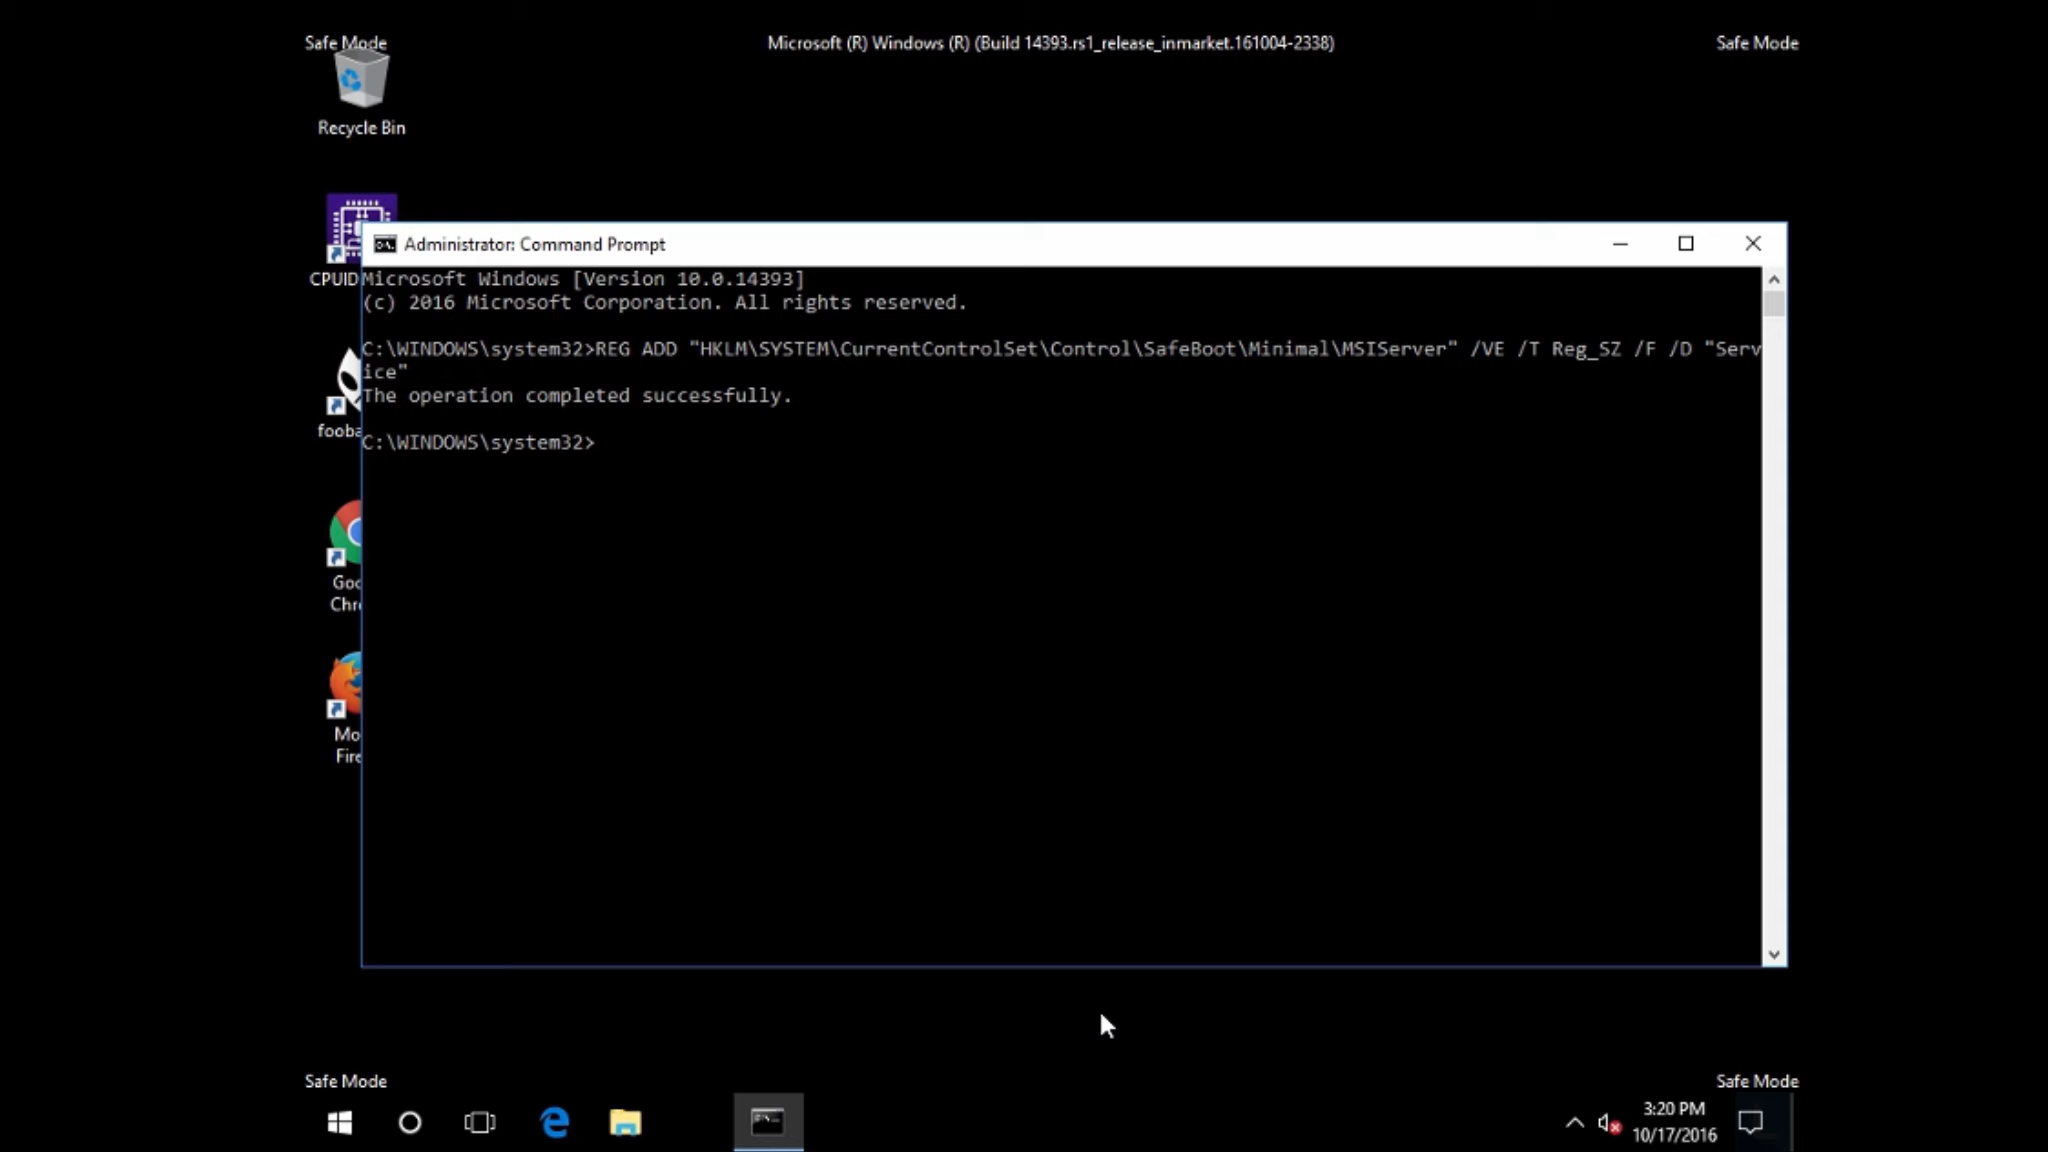 Safe Mode
Microsoft (R) Windows (R) (Build 14393.rs1_release_inmarket.161004-2338)
Safe Mode
Recycle Bin
CPUID
Administrator: Command Prompt
Microsoft Windows [Version 10.0.14393]
(c) 2016 Microsoft Corporation. All rights reserved.
C:\WINDOWS\system32>REG ADD "HKLM\SYSTEM\CurrentControlSet\Control\SafeBoot\Minimal\MSIServer" /VE /T Reg_SZ /F /D "Serv
ice"
The operation completed successfully.
C:\WINDOWS\system32>
fooba
Goo
Chr
Mo
Fire
Safe Mode
Safe Mode
3:20 PM
10/17/2016